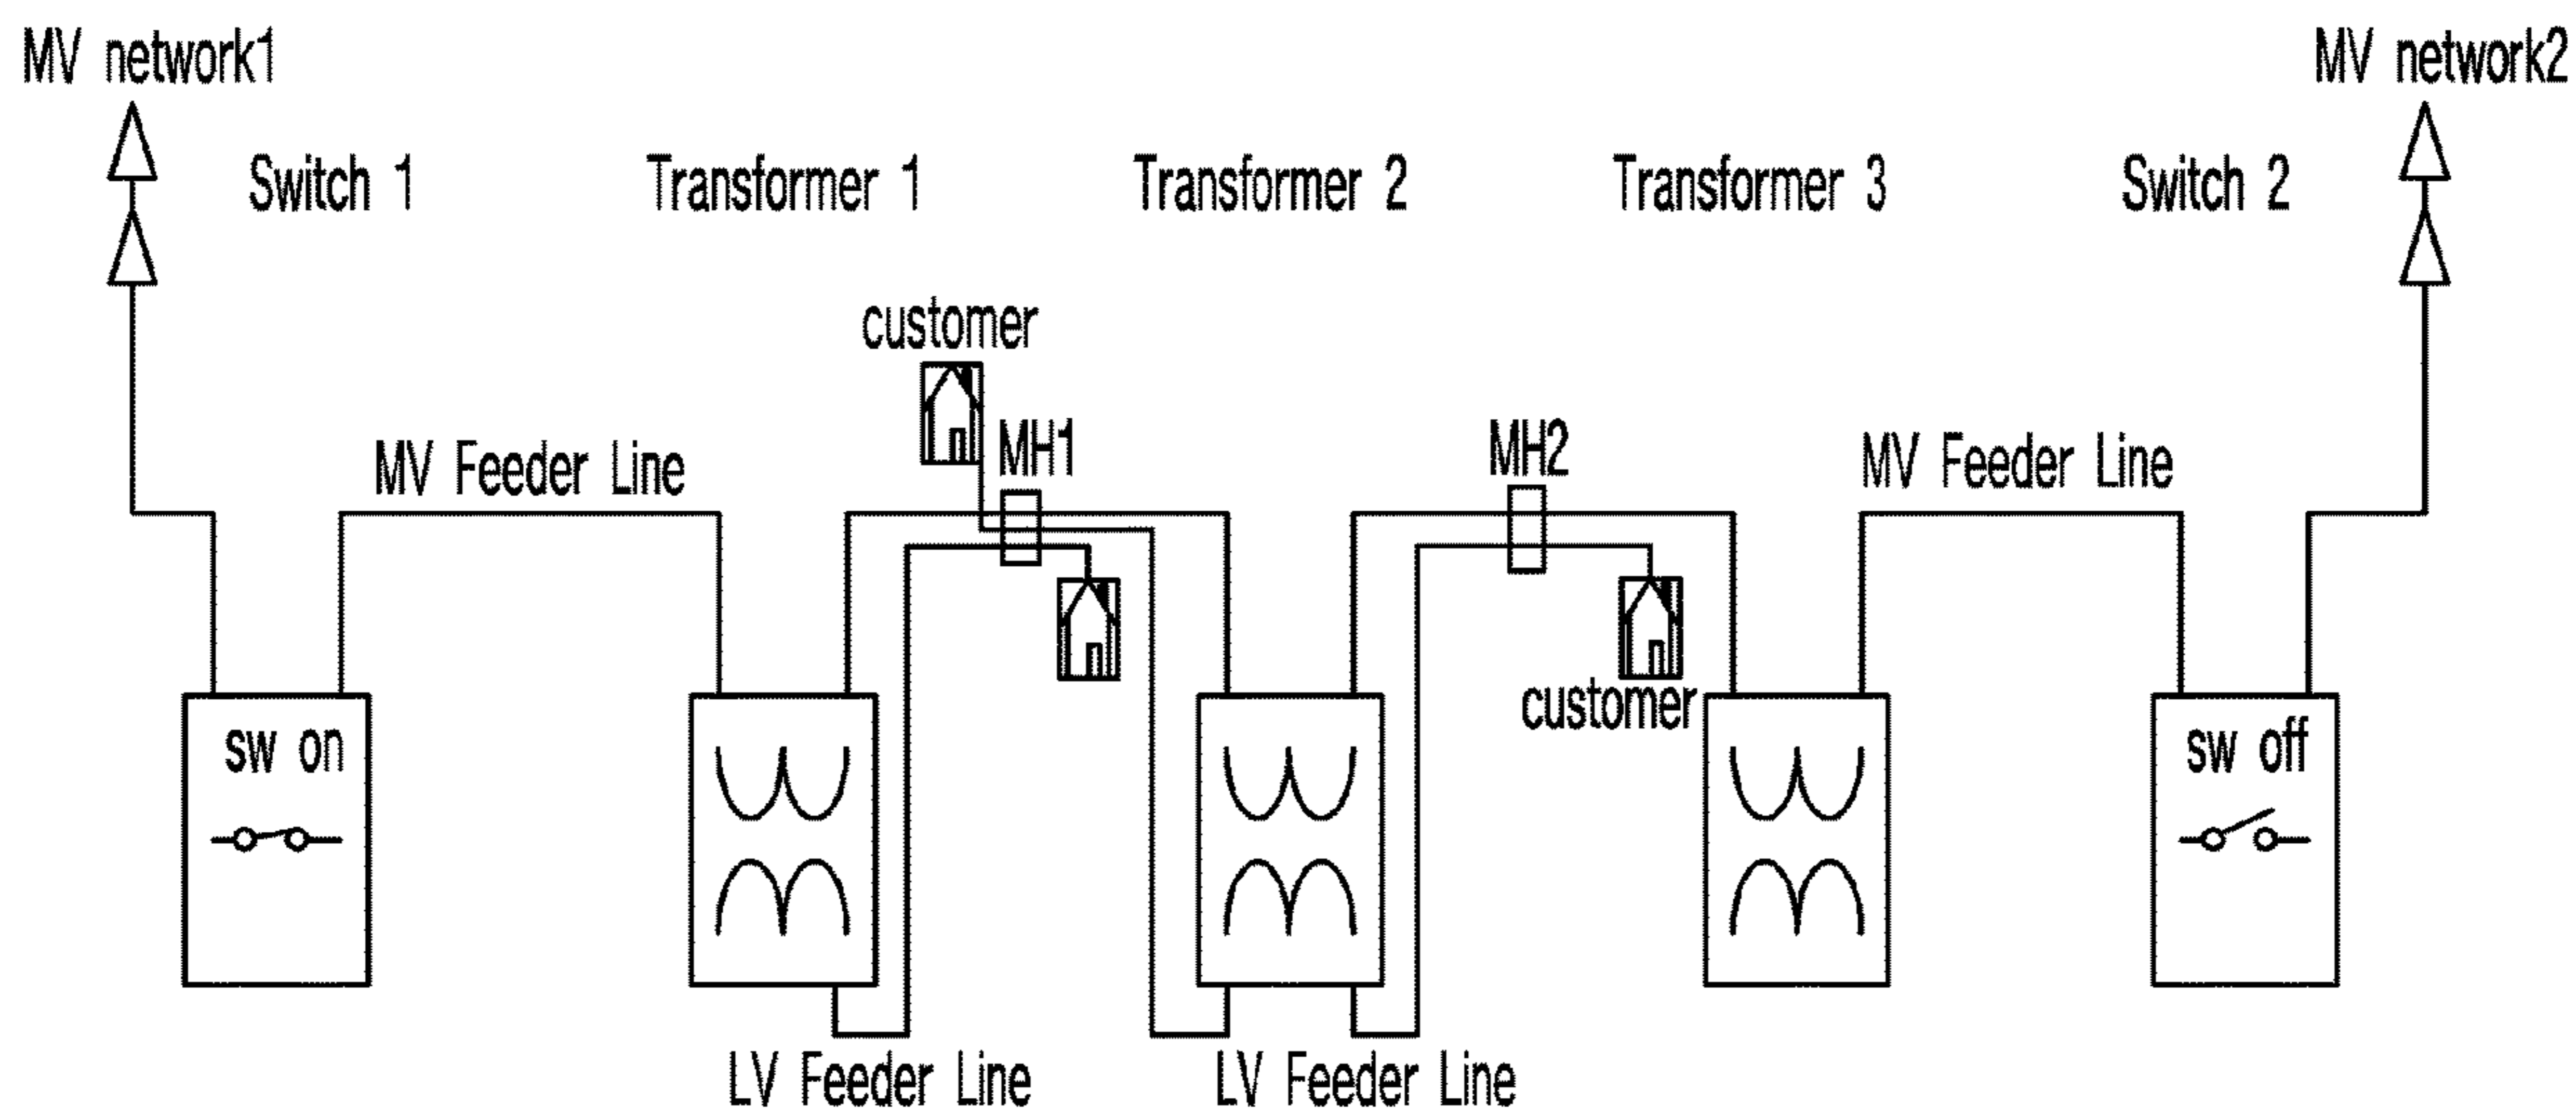 MV network1
MV network2
Switch 1
Transformer 1
Transformer 2
Transformer 3
Switch 2
customer
MH1
MH2
MV Feeder Line
MV Feeder Line
customer
sw on
sw off
LV Feeder Line
LV Feeder Line